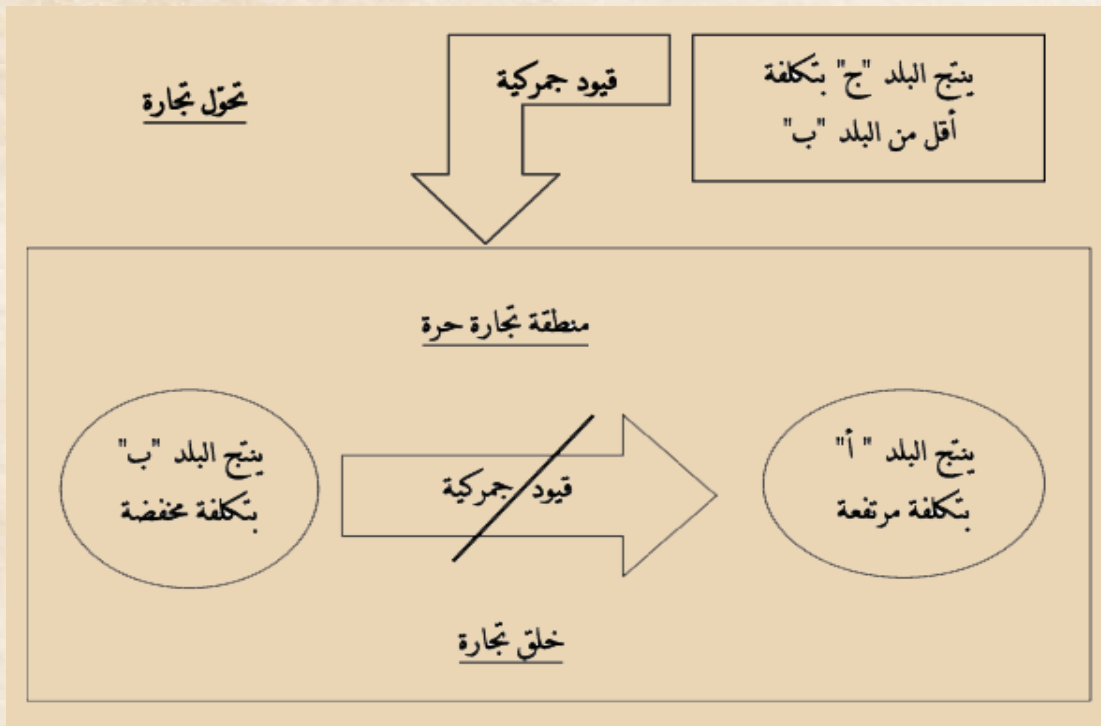 ينتج البلد "ج" بتكلفة
أقل من البلد "ب"
قيود جمركية
تحوّل تجارة
منطقة تجارة حرة
ينتج البلد " أ"
بتكلفة مرتفعة
قيود جمركية
ينتج البلد "ب"
بتكلفة مخفضة
خلق تجارة